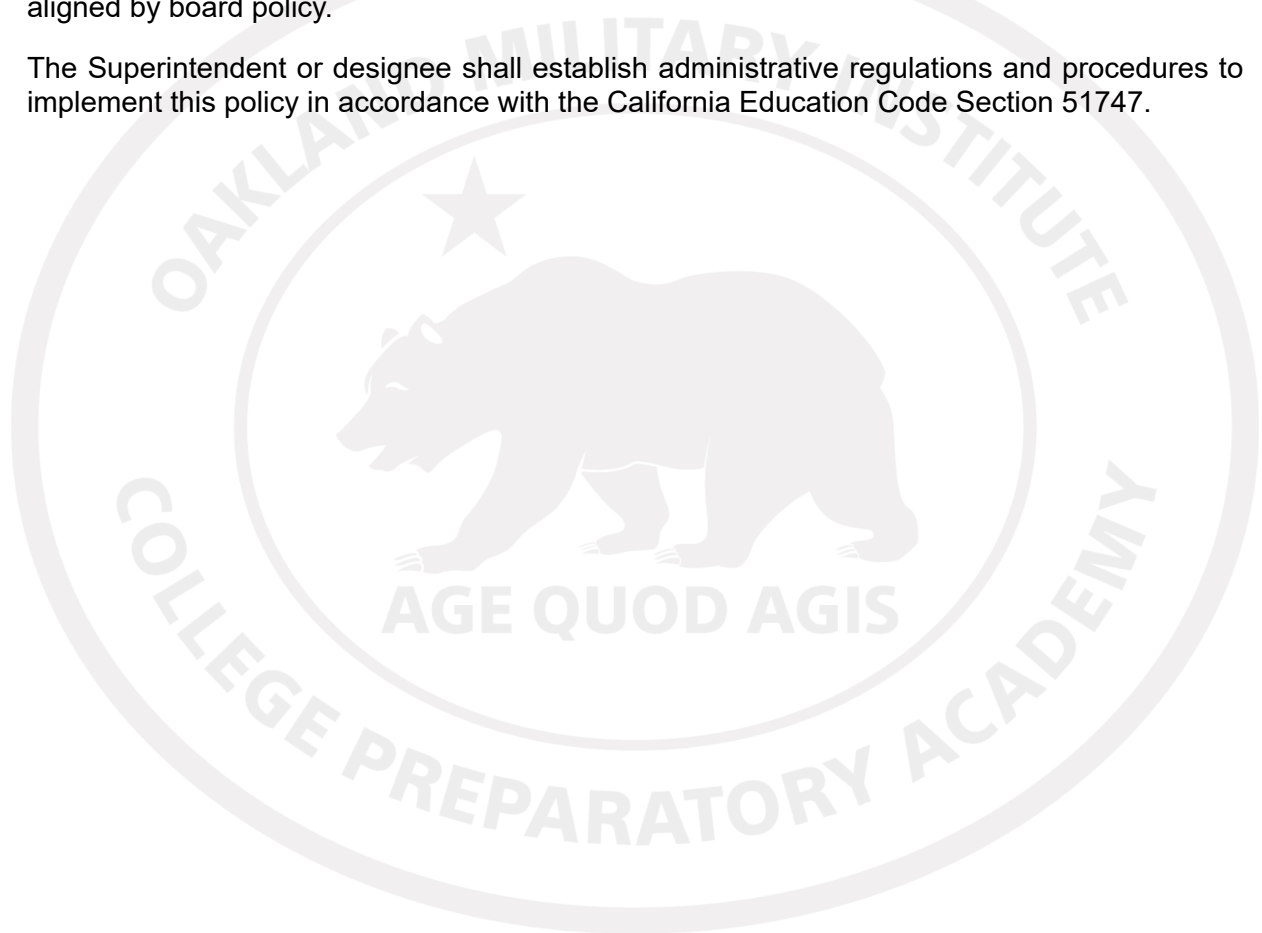 aligned by board policy.
The Superintendent or designee shall establish administrative regulations and procedures to
implement this policy in accordance with the California Education Code Section 51747.
OAKLAND MILITARY INSTITUTE
AGE QUOD AGIS
COLLEGE PREPARATORY ACADEMY